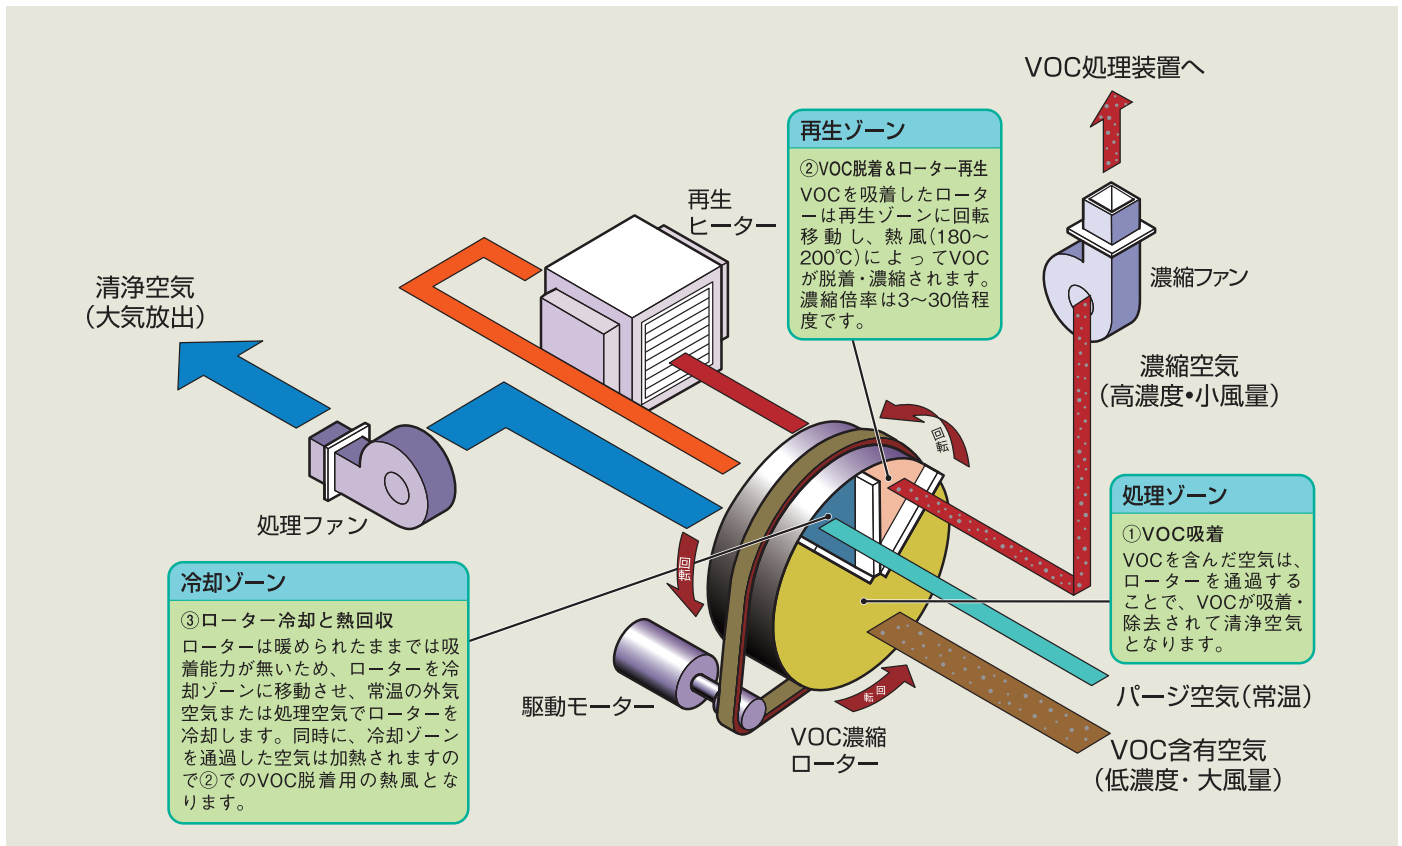 VOC処理装置へ
再生ゾーン
②VOC脱着＆ローター再生
VOCを吸着したロータ
ーは再生ゾーンに回転
移動し、熱風(180〜
200℃)によってVOC
が脱着・濃縮されます。
濃縮倍率は3〜30倍程
度です。
再生
ヒーター
濃縮ファン
清浄空気
(大気放出)
濃縮空気
(高濃度•小風量)
回転
処理ファン
処理ゾーン
①VOC吸着
VOCを含んだ空気は、
ローターを通過する
ことで、VOCが吸着・
除去されて清浄空気
となります。
回転
冷却ゾーン
③ローター冷却と熱回収
ローターは暖められたままでは吸
着能力が無いため、ローターを冷
却ゾーンに移動させ、常温の外気
空気または処理空気でローターを
冷却します。同時に、冷却ゾーン
を通過した空気は加熱されますの
で②でのVOC脱着用の熱風とな
ります。
駆動モーター
回転
パージ空気(常温)
VOC濃縮
ローター
VOC含有空気
(低濃度・大風量)